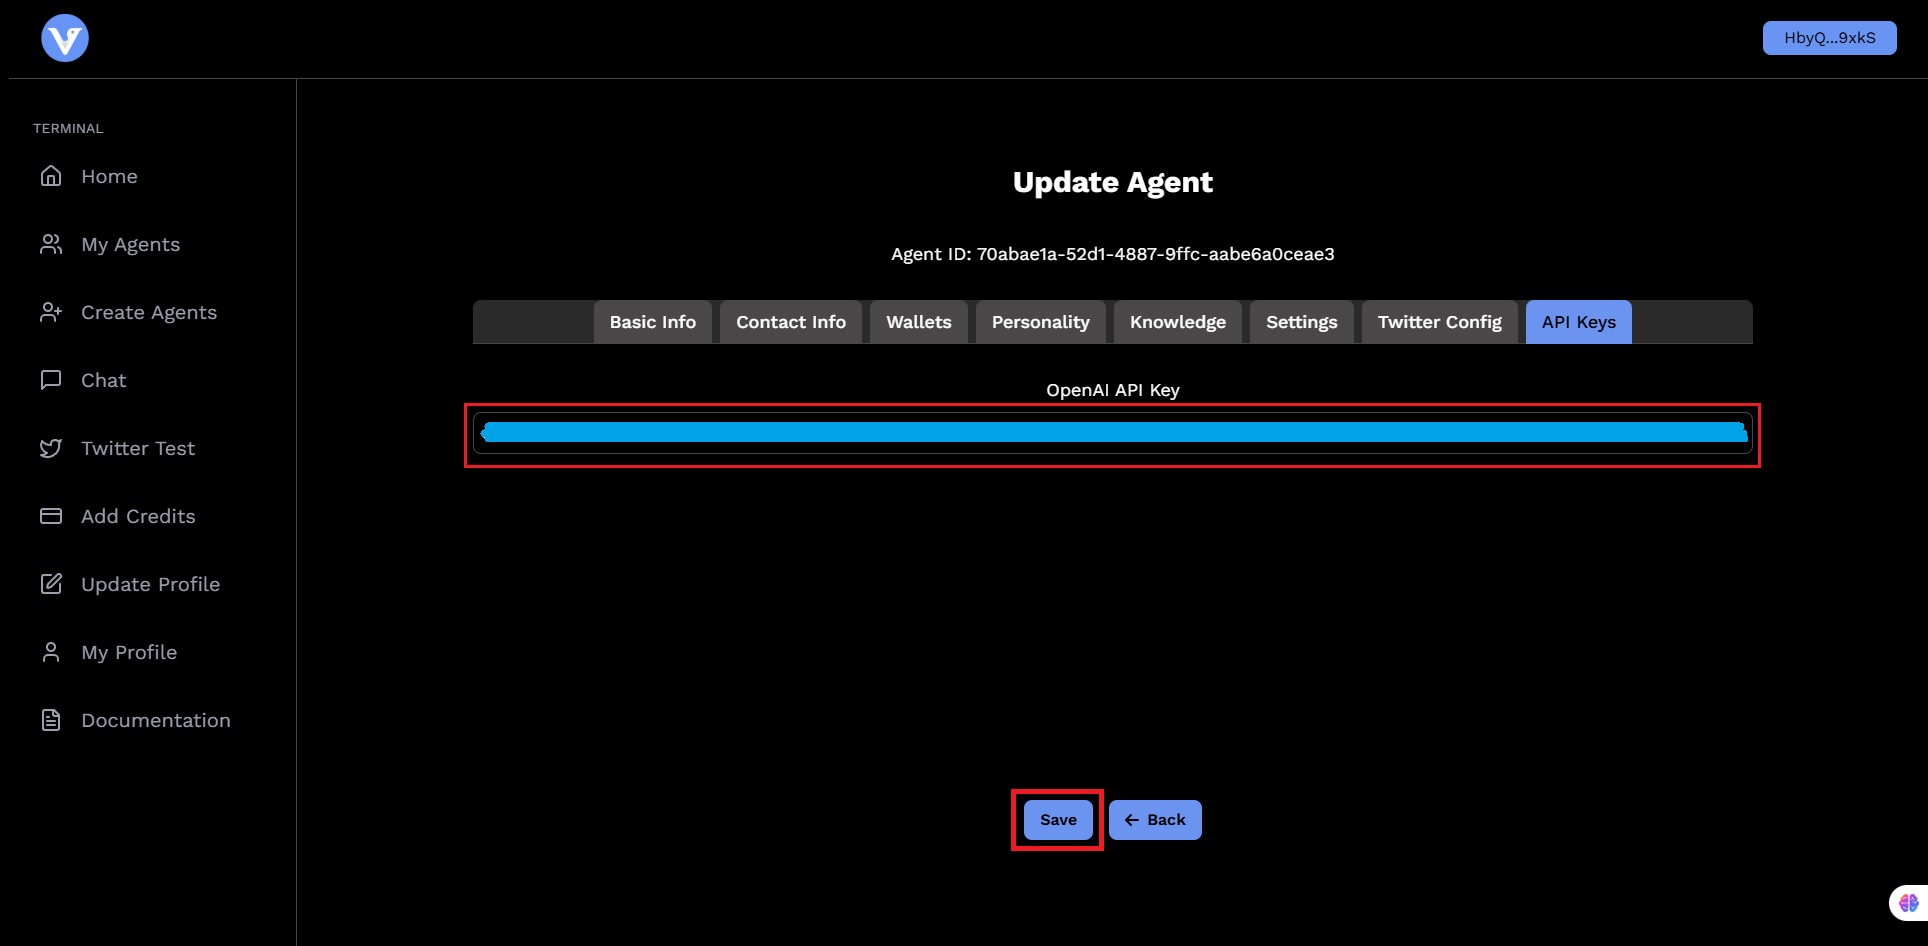 HbyQ...9xkS
TERMINAL
Home
My Agents
Create Agents
Chat
Twitter Test
Add Credits
Update Profile
My Profile
Documentation
Update Agent
Agent ID: 70abae1a-52d1-4887-9ffc-aabe6a0ceae3
Basic Info Contact Info Wallets Personality Knowledge Settings Twitter Config API Keys
OpenAI API Key
Save ← Back